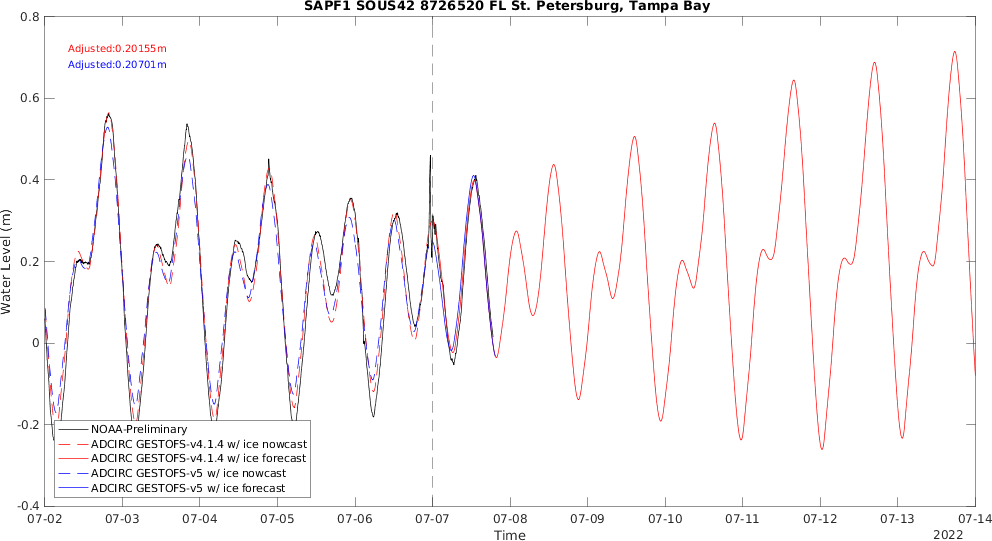 SAPF1 SOUS42 8726520 FL St. Petersburg, Tampa Bay
0.8
0.6
0.4
0.2
0
-0.2
-0.4
Water Level (m)
Adjusted:0.20155m
Adjusted:0.20701m
NOAA-Preliminary
ADCIRC GESTOFS-v4.1.4 w/ ice nowcast
ADCIRC GESTOFS-v4.1.4 w/ ice forecast
ADCIRC GESTOFS-v5 w/ ice nowcast
ADCIRC GESTOFS-v5 w/ ice forecast
07-02 07-03 07-04 07-05 07-06 07-07 07-08 07-09 07-10 07-11 07-12 07-13 07-14
Time
2022